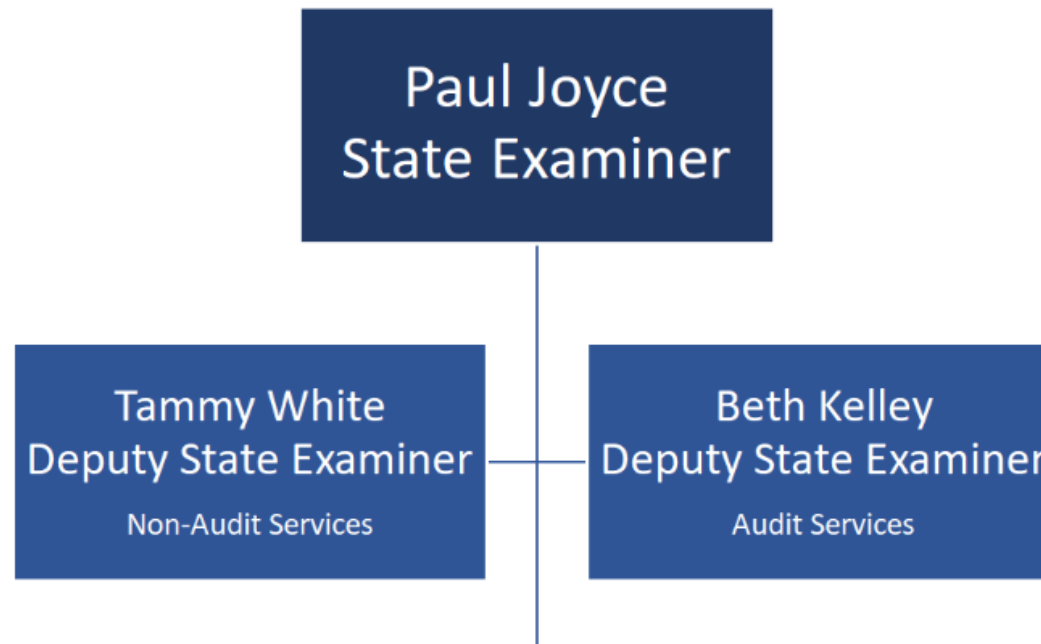 Paul Joyce
State Examiner
Tammy White
Deputy State Examiner
Non-Audit Services
Beth Kelley
Deputy State Examiner
Audit Services